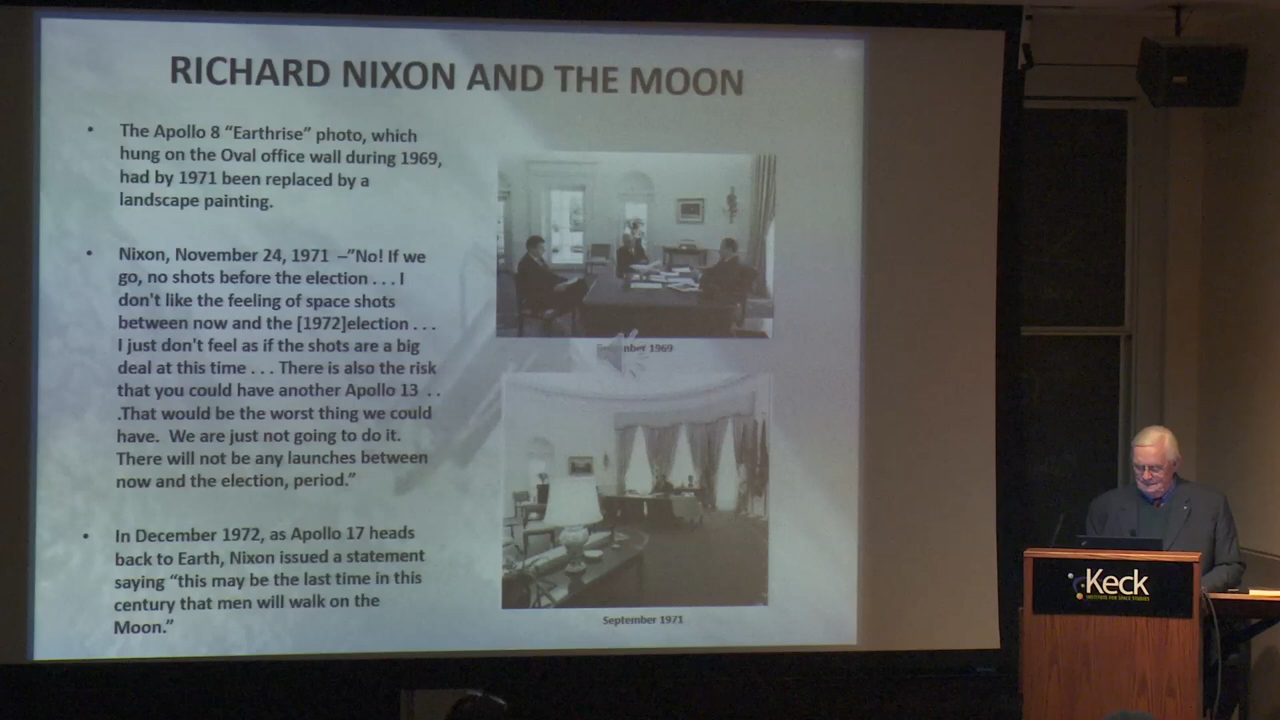 RICHARD NIXON AND THE MOON
• The Apollo 8 “Earthrise” photo, which
hung on the Oval office wall during 1969,
had by 1971 been replaced by a
landscape painting.
• Nixon, November 24, 1971 –”No! If we
go, no shots before the election . . . I
don't like the feeling of space shots
between now and the [1972]election . . .
I just don't feel as if the shots are a big
deal at this time . . . There is also the risk
that you could have another Apollo 13 . .
.That would be the worst thing we could
have. We are just not going to do it.
There will not be any launches between
now and the election, period.”
• In December 1972, as Apollo 17 heads
back to Earth, Nixon issued a statement
saying “this may be the last time in this
century that men will walk on the
Moon.”
1969
September 1971
Keck
INSTITUTE FOR SPACE STUDIES